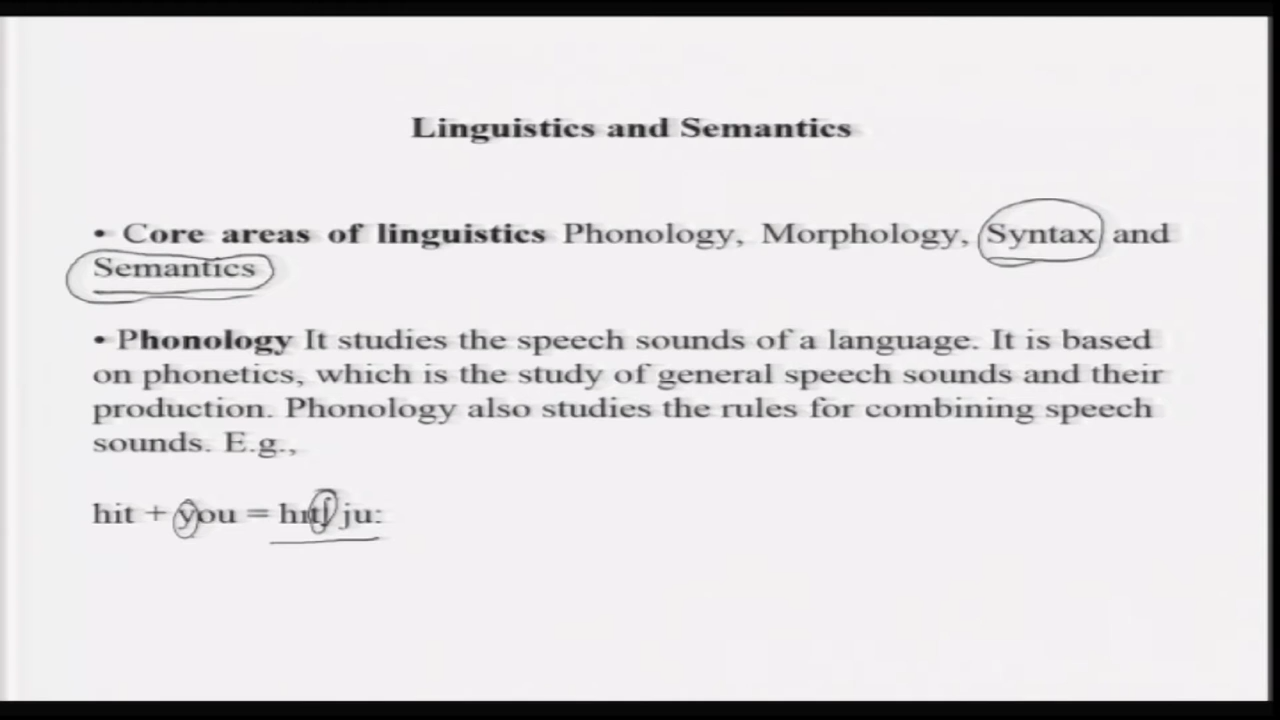 Linguistics and Semantics
• Core areas of linguistics Phonology, Morphology, Syntax and
Semantics
• Phonology It studies the speech sounds of a language. It is based
on phonetics, which is the study of general speech sounds and their
production. Phonology also studies the rules for combining speech
sounds. E.g.,
hit + you = hɪtʃ ju: